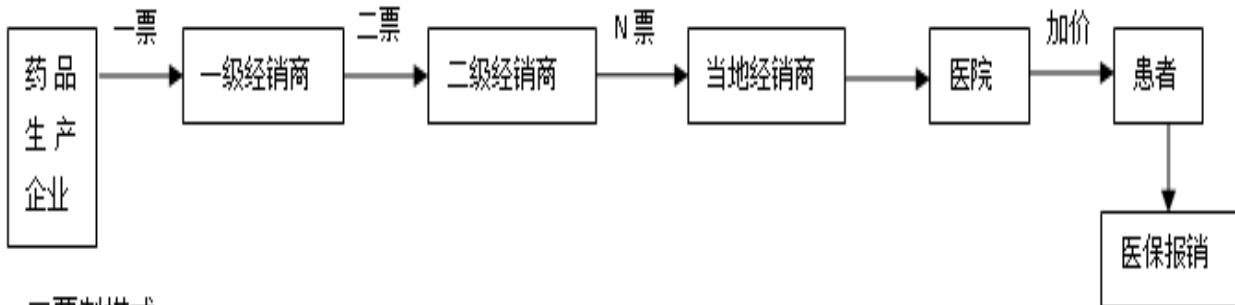 一票
二票
N票
加价
药品
生产
企业
一级经销商
二级经销商
当地经销商
医院
患者
医保报销